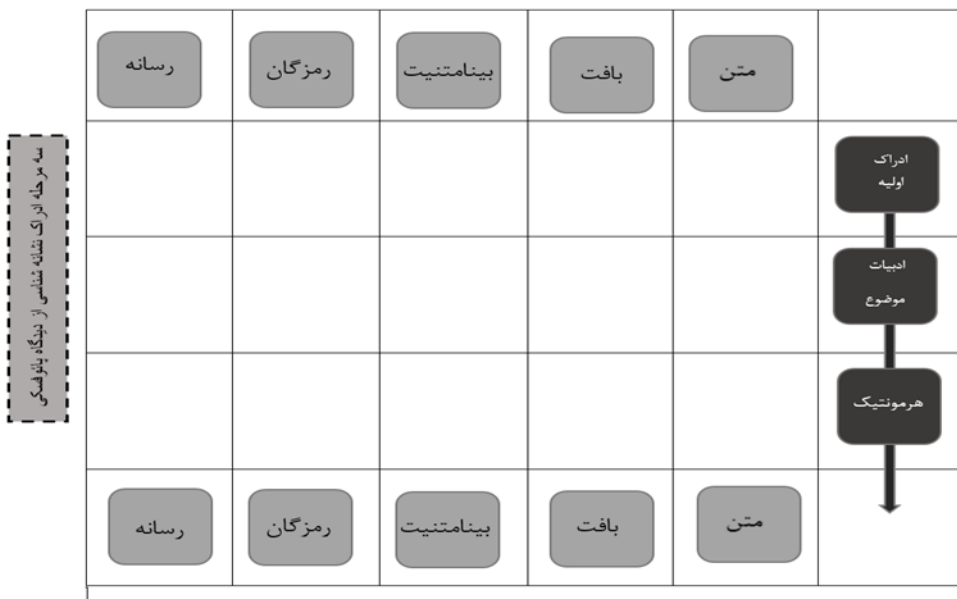 متن
بافت
بینامتنیت
رمزگان
رسانه
ادراک
اولیه
ادبیات
موضوع
هرمونتیک
متن
بافت
بینامتنیت
رمزگان
رسانه
سه مرحله ادراک نشانه شناسی از دیدگاه پانوفسکی